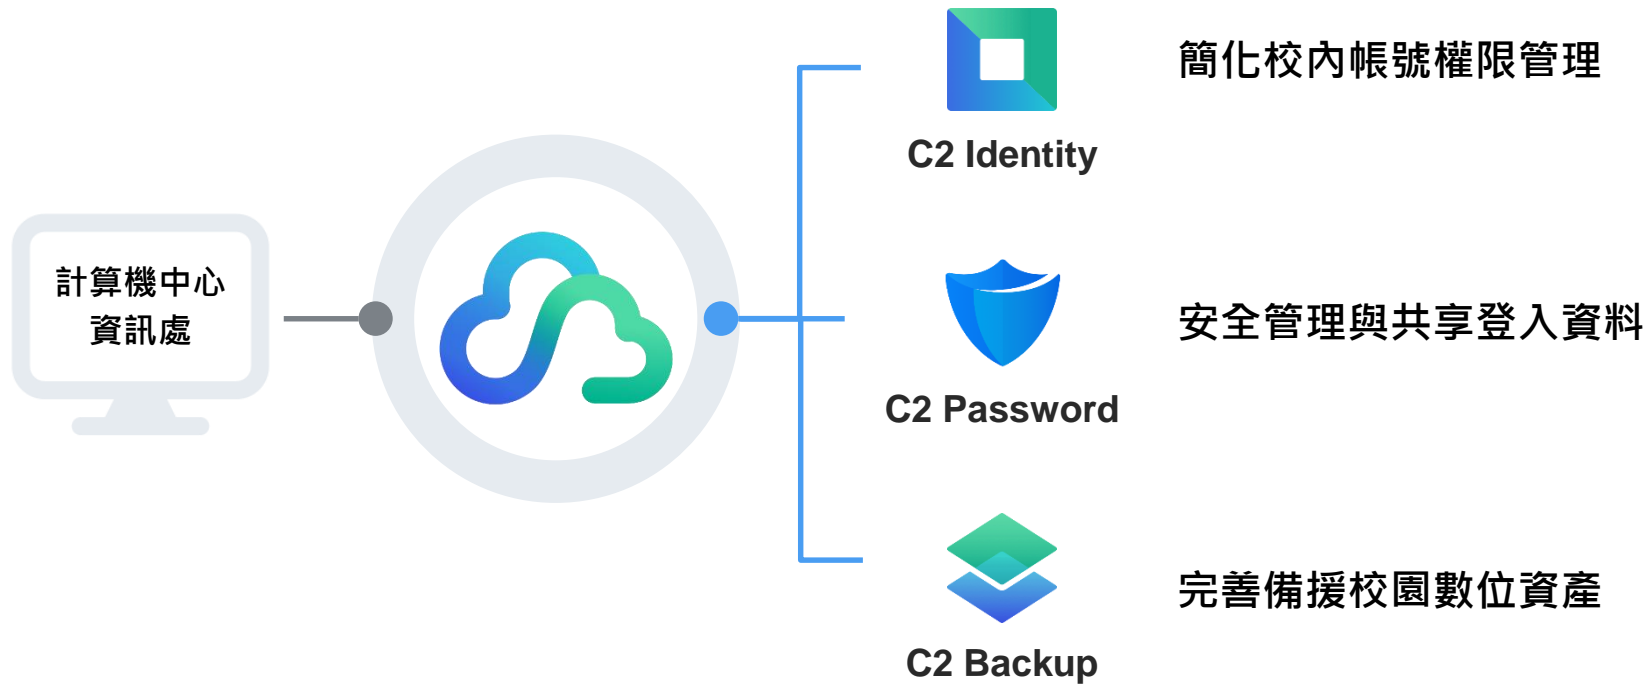 計算機中心
資訊處
C2 Identity
簡化校內帳號權限管理
C2 Password
安全管理與共享登入資料
C2 Backup
完善備援校園數位資產